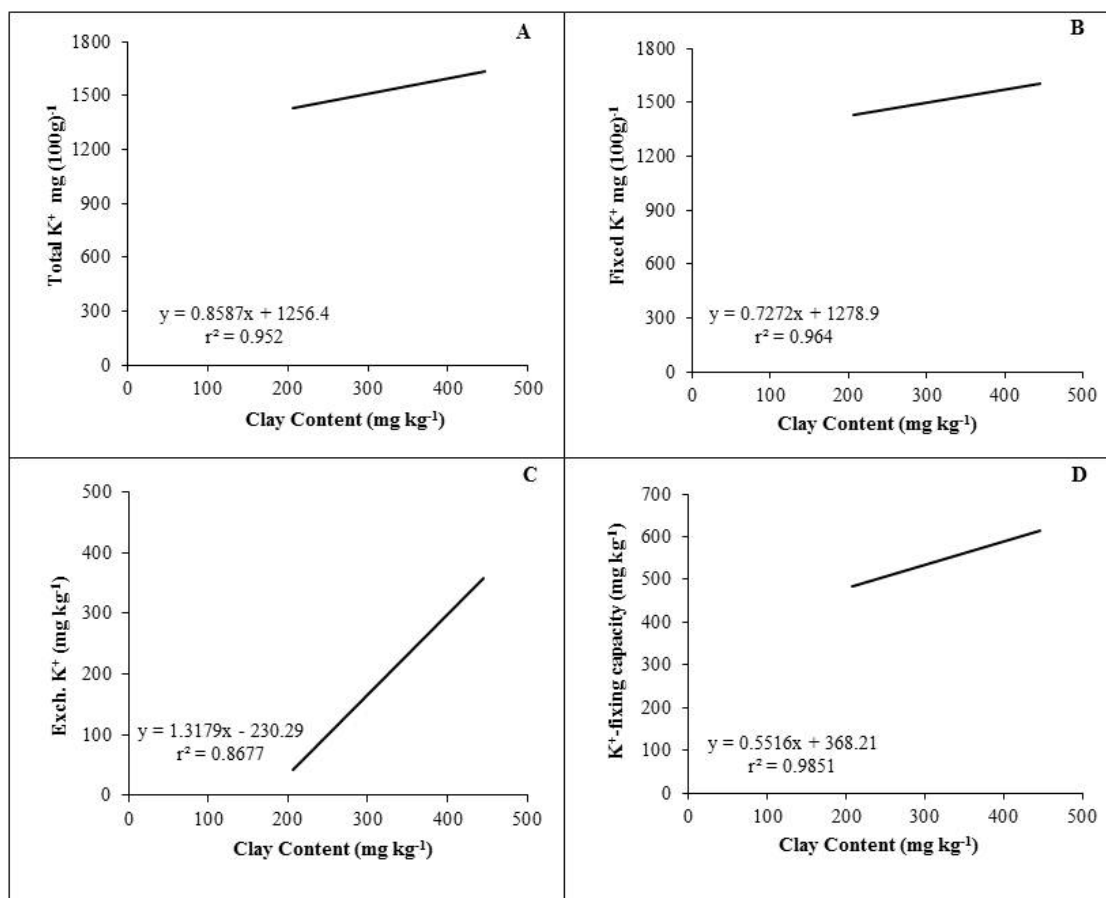 A
Total K⁺ mg (100g)⁻¹
1800
1500
1200
900
600
300
0
y = 0.8587x + 1256.4
r² = 0.952
0 100 200 300 400 500
Clay Content (mg kg⁻¹)
B
Fixed K⁺ mg (100g)⁻¹
1800
1500
1200
900
600
300
0
y = 0.7272x + 1278.9
r² = 0.964
0 100 200 300 400 500
Clay Content (mg kg⁻¹)
C
Exch. K⁺ (mg kg⁻¹)
500
400
300
200
100
0
y = 1.3179x - 230.29
r² = 0.8677
0 100 200 300 400 500
Clay Content (mg kg⁻¹)
D
K⁺-fixing capacity (mg kg⁻¹)
700
600
500
400
300
200
100
0
y = 0.5516x + 368.21
r² = 0.9851
0 100 200 300 400 500
Clay Content (mg kg⁻¹)